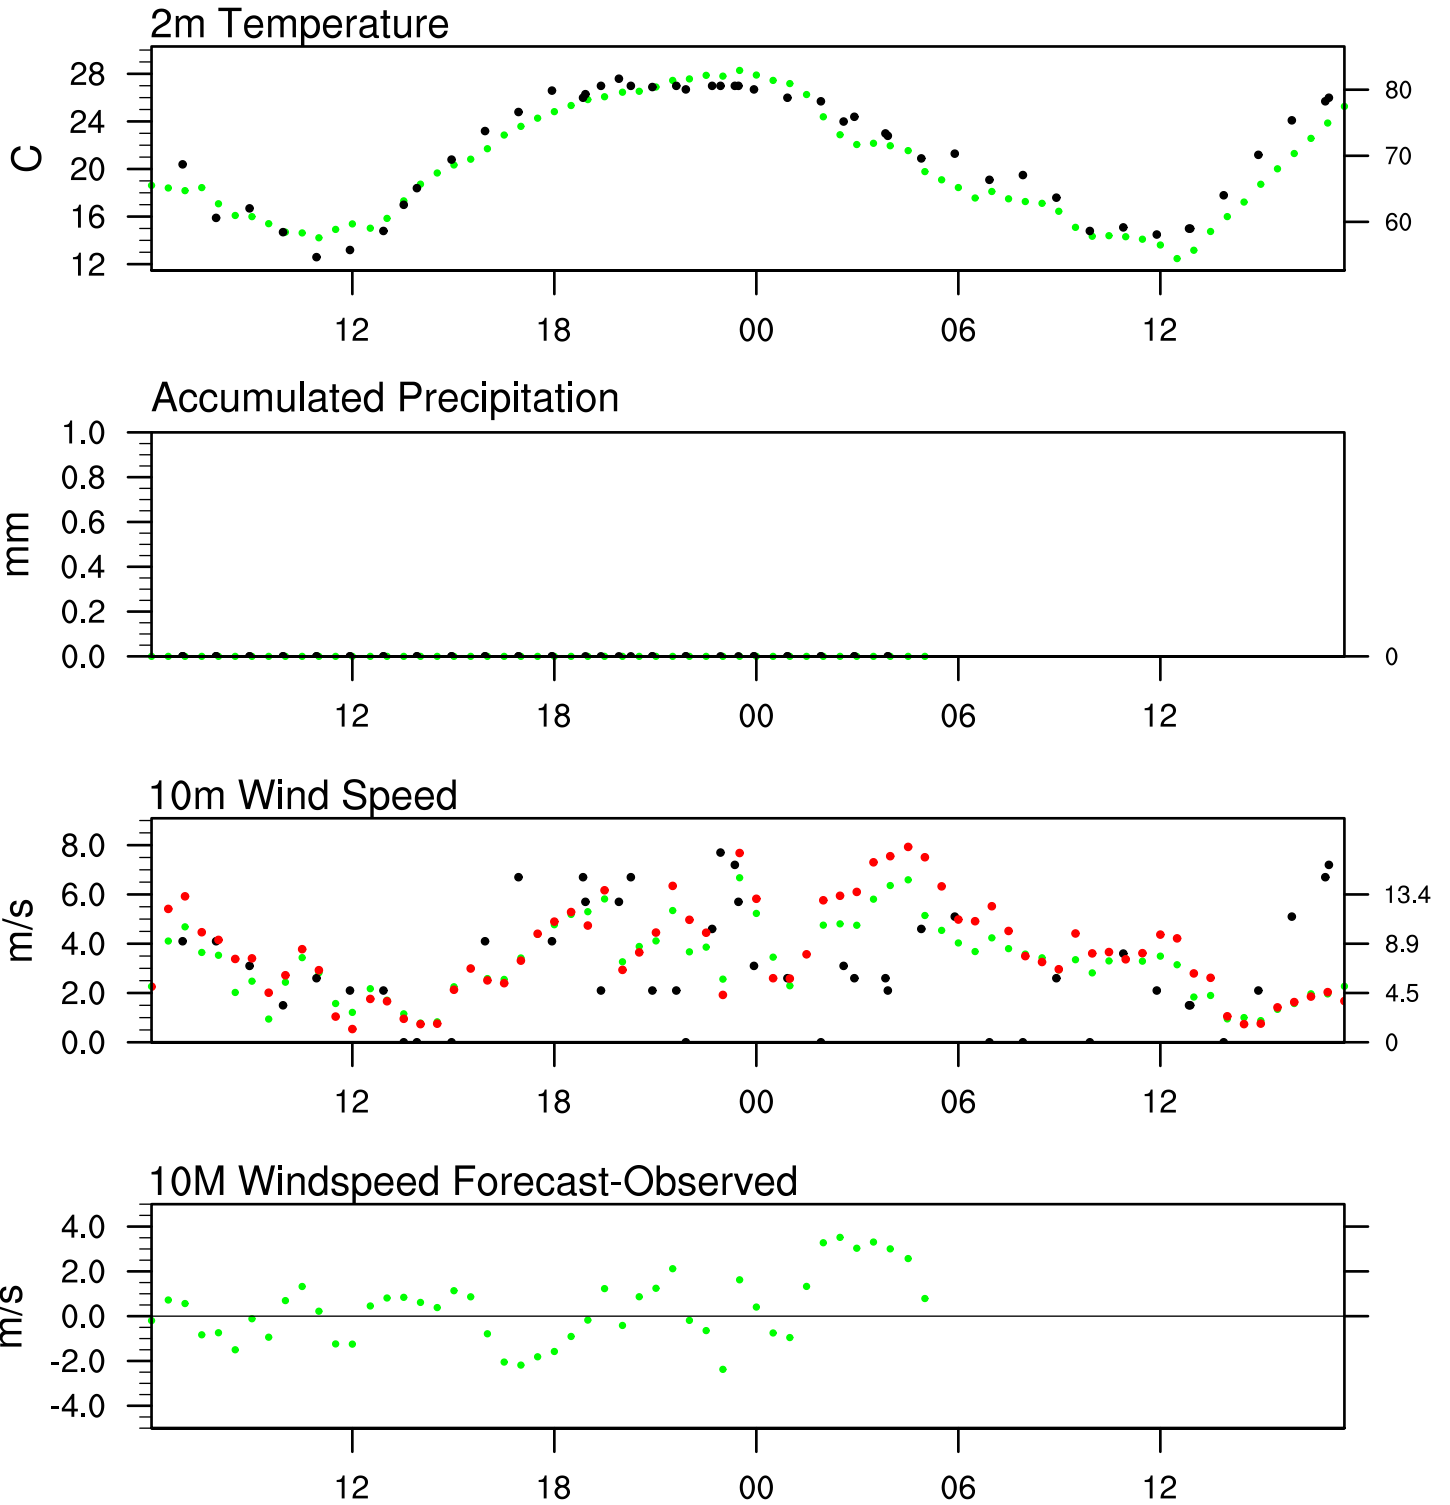 2m Temperature
28
24
20
16
12
C
80
70
60
12 18 00 06 12
Accumulated Precipitation
1.0
0.8
0.6
0.4
0.2
0.0
mm
0
12 18 00 06 12
10m Wind Speed
8.0
6.0
4.0
2.0
0.0
m/s
13.4
8.9
4.5
0
12 18 00 06 12
10M Windspeed Forecast-Observed
4.0
2.0
0.0
-2.0
-4.0
m/s
12 18 00 06 12